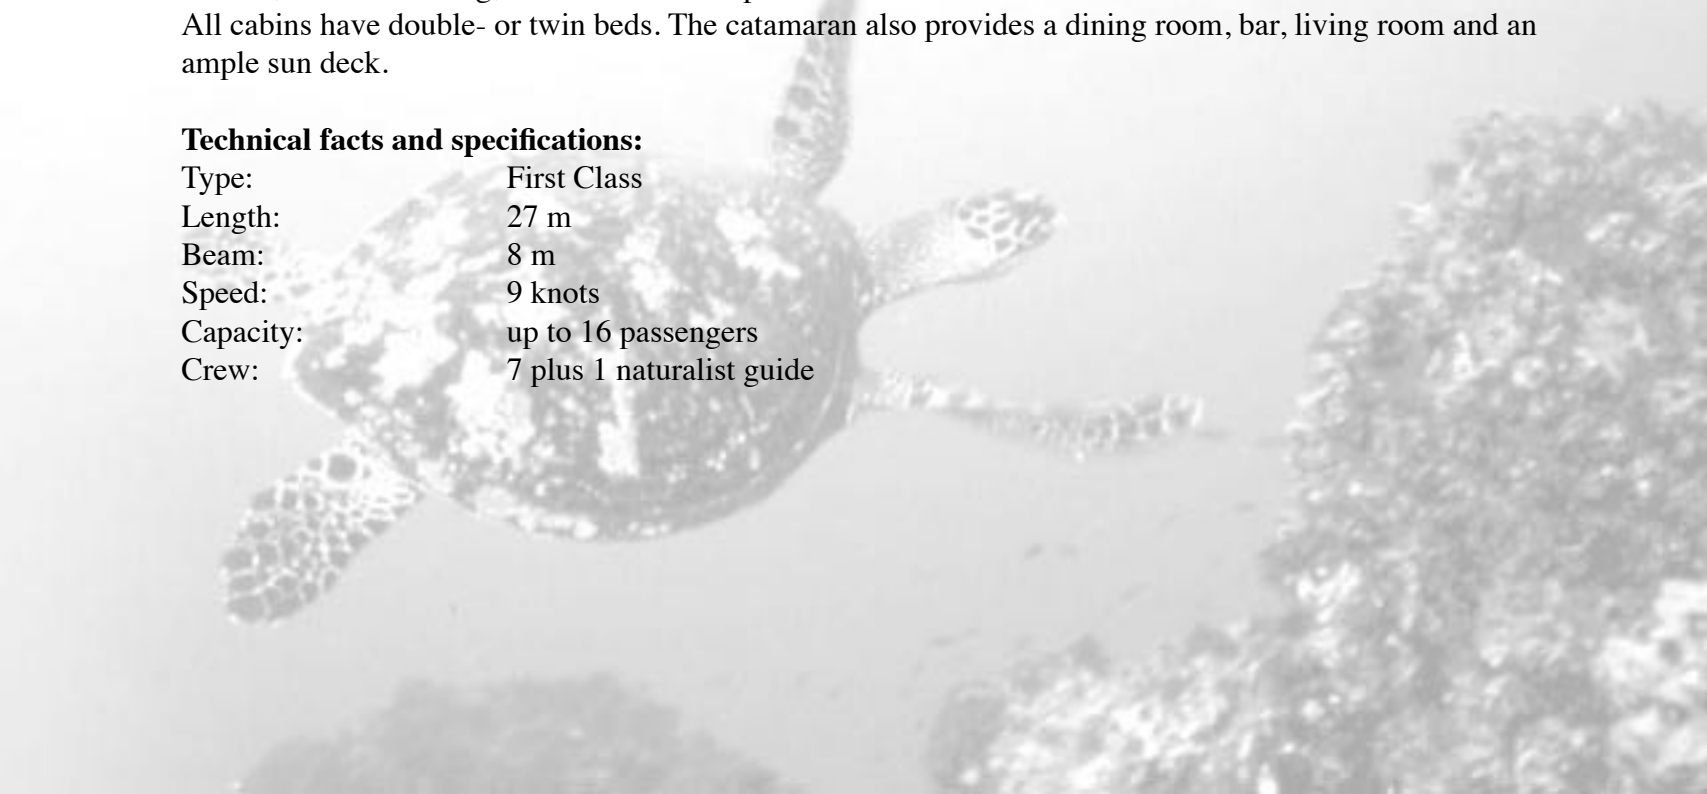 All cabins have double- or twin beds. The catamaran also provides a dining room, bar, living room and an
ample sun deck.
Technical facts and specifications:
Type: First Class
Length: 27 m
Beam: 8 m
Speed: 9 knots
Capacity: up to 16 passengers
Crew: 7 plus 1 naturalist guide